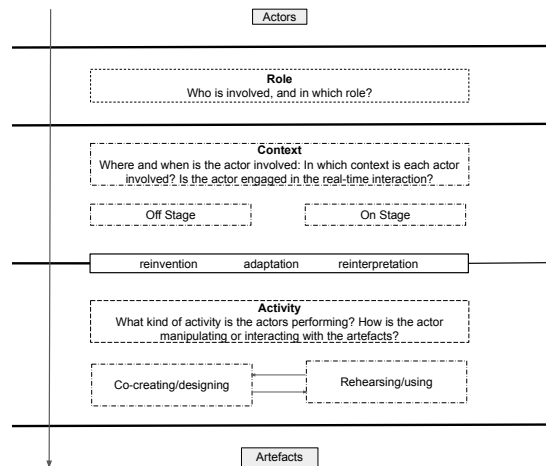 Actors
Role
Who is involved, and in which role?
Context
Where and when is the actor involved: In which context is each actor
involved? Is the actor engaged in the real-time interaction?
Off Stage
On Stage
reinvention adaptation reinterpretation
Activity
What kind of activity is the actors performing? How is the actor
manipulating or interacting with the artefacts?
Co-creating/designing
Rehearsing/using
Artefacts